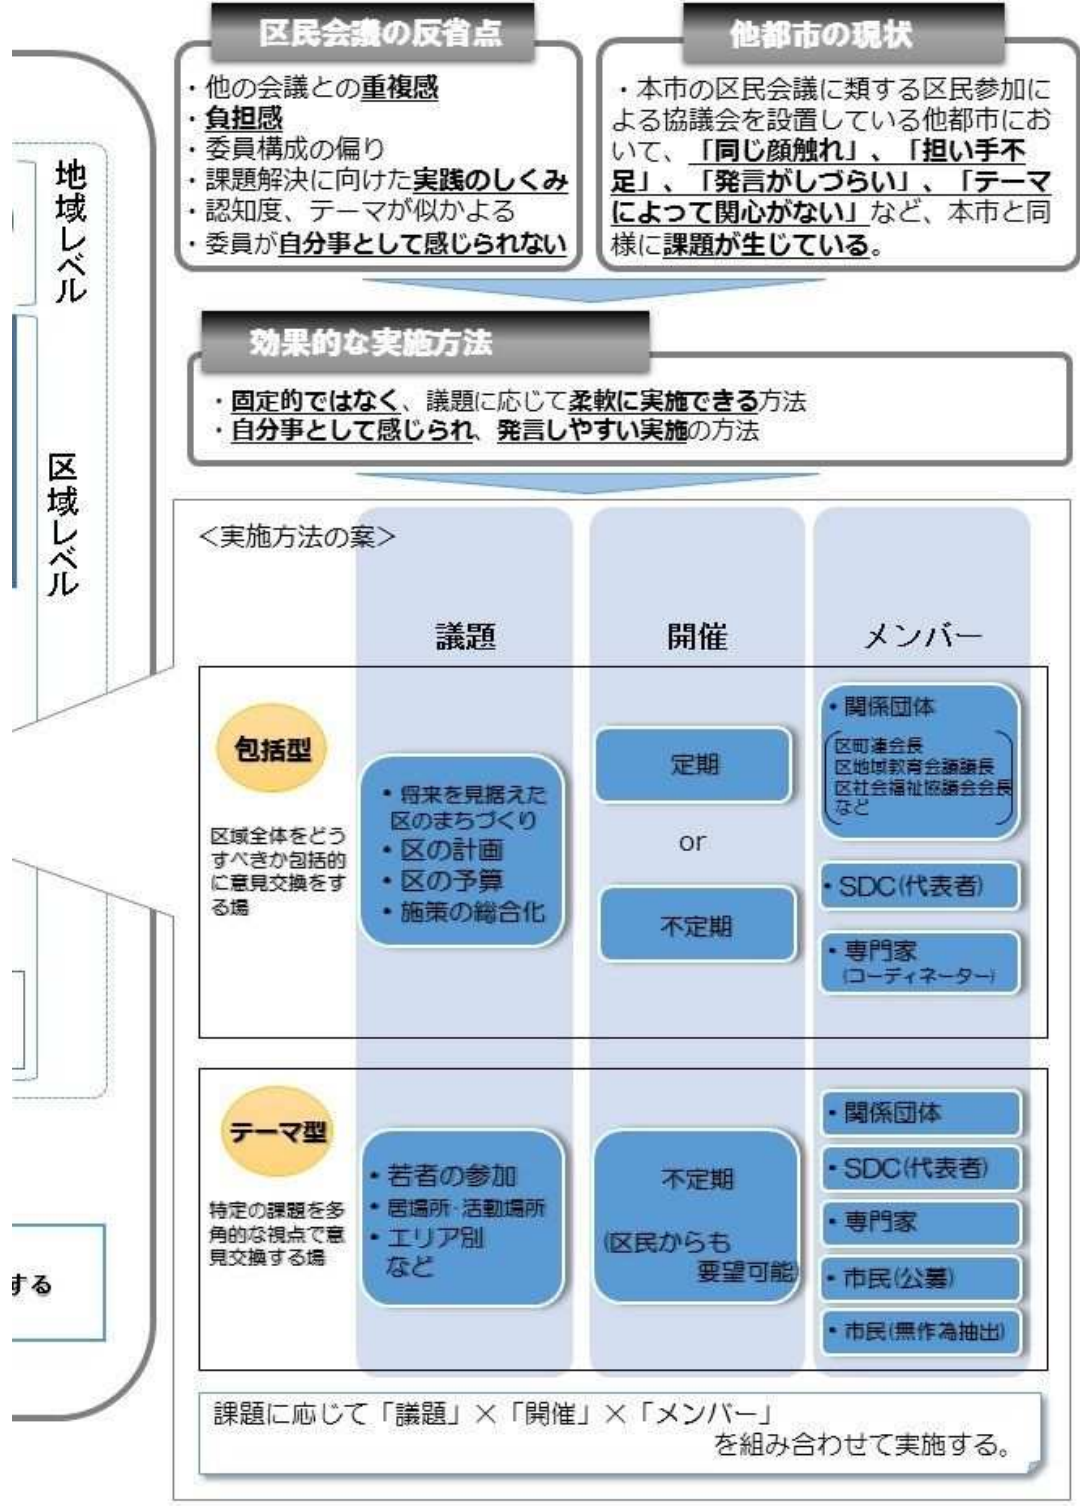 区民会議の反省点
・他の会議との重複感
・負担感
・委員構成の偏り
・課題解決に向けた実践のしくみ
・認知度、テーマが似かよる
・委員が自分事として感じられない
他都市の現状
・本市の区民会議に類する区民参加に
よる協議会を設置している他都市にお
いて、「同じ顔触れ」、「担い手不
足」、「発言がしづらい」、「テーマ
によって関心がない」など、本市と同
様に課題が生じている。
地域レベル
区域レベル
効果的な実施方法
・固定的ではなく、議題に応じて柔軟に実施できる方法
・自分事として感じられ、発言しやすい実施の方法
＜実施方法の案＞
議題
開催
メンバー
包括型
区域全体をどう
すべきか包括的
に意見交換をす
る場
・将来を見据えた
区のまちづくり
・区の計画
・区の予算
・施策の総合化
定期
or
不定期
・関係団体
区町連会長
区地域教育会議議長
区社会福祉協議会会長
など
・SDC(代表者)
・専門家
(コーディネーター)
テーマ型
特定の課題を多
角的な視点で意
見交換する場
・若者の参加
・居場所・活動場所
・エリア別
など
不定期
(区民からも
要望可能)
・関係団体
・SDC(代表者)
・専門家
・市民(公募)
・市民(無作為抽出)
する
課題に応じて「議題」×「開催」×「メンバー」
を組み合わせて実施する。